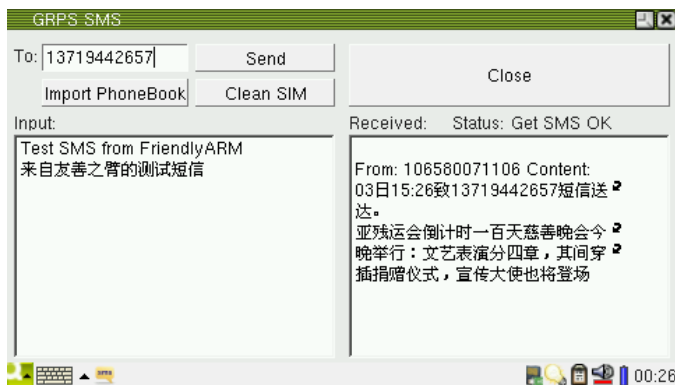 GRPS SMS
To: 13719442657
Send
Close
Import PhoneBook
Clean SIM
Input:
Received: Status: Get SMS OK
Test SMS from FriendlyARM
来自友善之臂的测试短信
From: 106580071106 Content:
03日15:26致13719442657短信送
达。
亚残运会倒计时一百天慈善晚会今
晚举行：文艺表演分四章，其间穿
插捐赠仪式，宣传大使也将登场
00:26